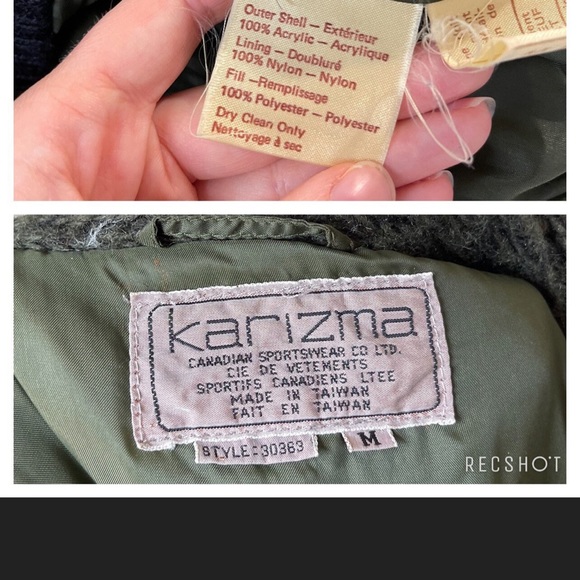 Outer Shell – Extérieur
100% Acrylic – Acrylique
Lining – Doubluré
100% Nylon – Nylon
Fill – Remplissage
100% Polyester – Polyester
Dry Clean Only
Nettoyage à sec
karizma
CANADIAN SPORTSWEAR CO LTD.
CIE DE VETEMENTS
SPORTIFS CANADIENS LTEE
MADE IN TAIWAN
FAIT EN TAIWAN
STYLE:30363
M
RECSHOT